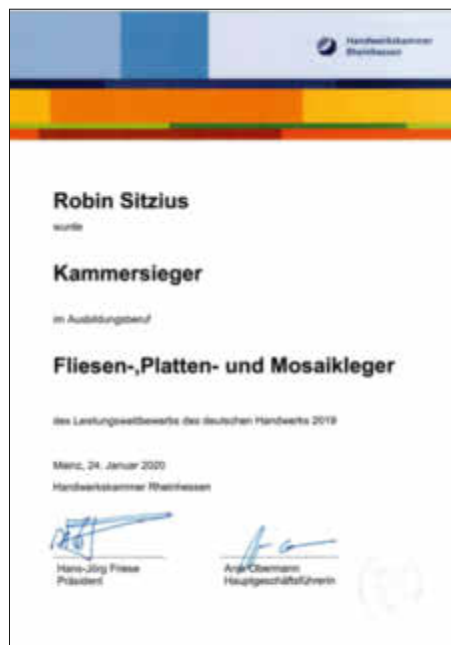 Handwerkskammer
Rheinhessen
Robin Sitzius
wurde
Kammersieger
im Ausbildungsberuf
Fliesen-,Platten- und Mosaikleger
des Leistungswettbewerbs des deutschen Handwerks 2019
Mainz, 24. Januar 2020
Handwerkskammer Rheinhessen
Hans-Jörg Friese
Präsident
Anja Obermann
Hauptgeschäftsführerin